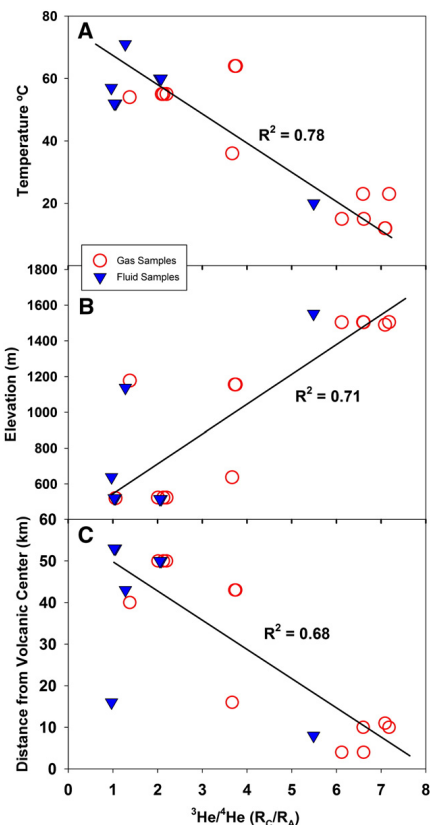 80
A
60
40
20
Temperature ºC
R² = 0.78
Gas Samples
Fluid Samples
1800
B
1600
1400
1200
1000
800
600
Elevation (m)
R² = 0.71
60
C
50
40
30
20
10
0
Distance from Volcanic Center (km)
R² = 0.68
0 1 2 3 4 5 6 7 8
³He/⁴He (R_C/R_A)